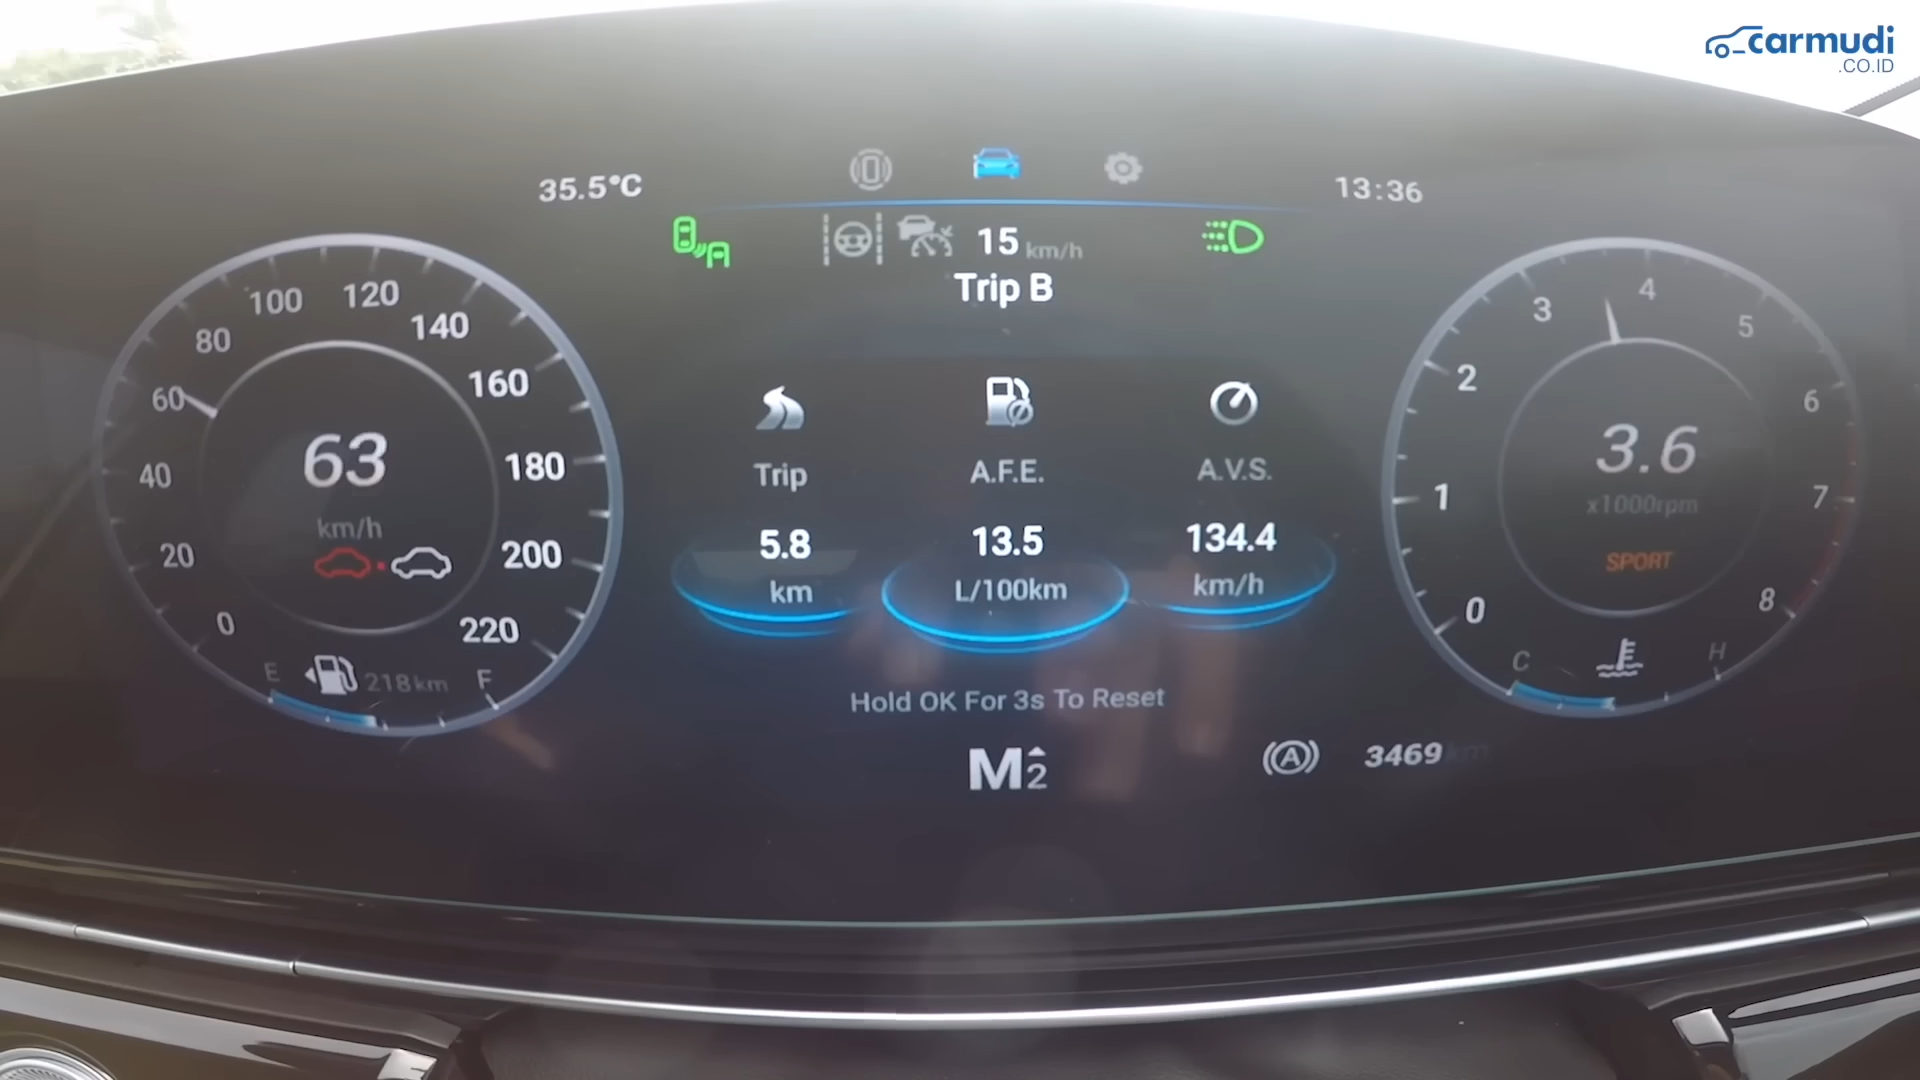 carmudi
.CO.ID
35.5°C
13:36
15 km/h
Trip B
0
20
40
60
80
100
120
140
160
180
200
220
63
km/h
E
218km
F
Trip
5.8
km
A.F.E.
13.5
L/100km
A.V.S.
134.4
km/h
Hold OK For 3s To Reset
M2
A
3469 km
0
1
2
3
4
5
6
7
8
3.6
x1000rpm
SPORT
C
H